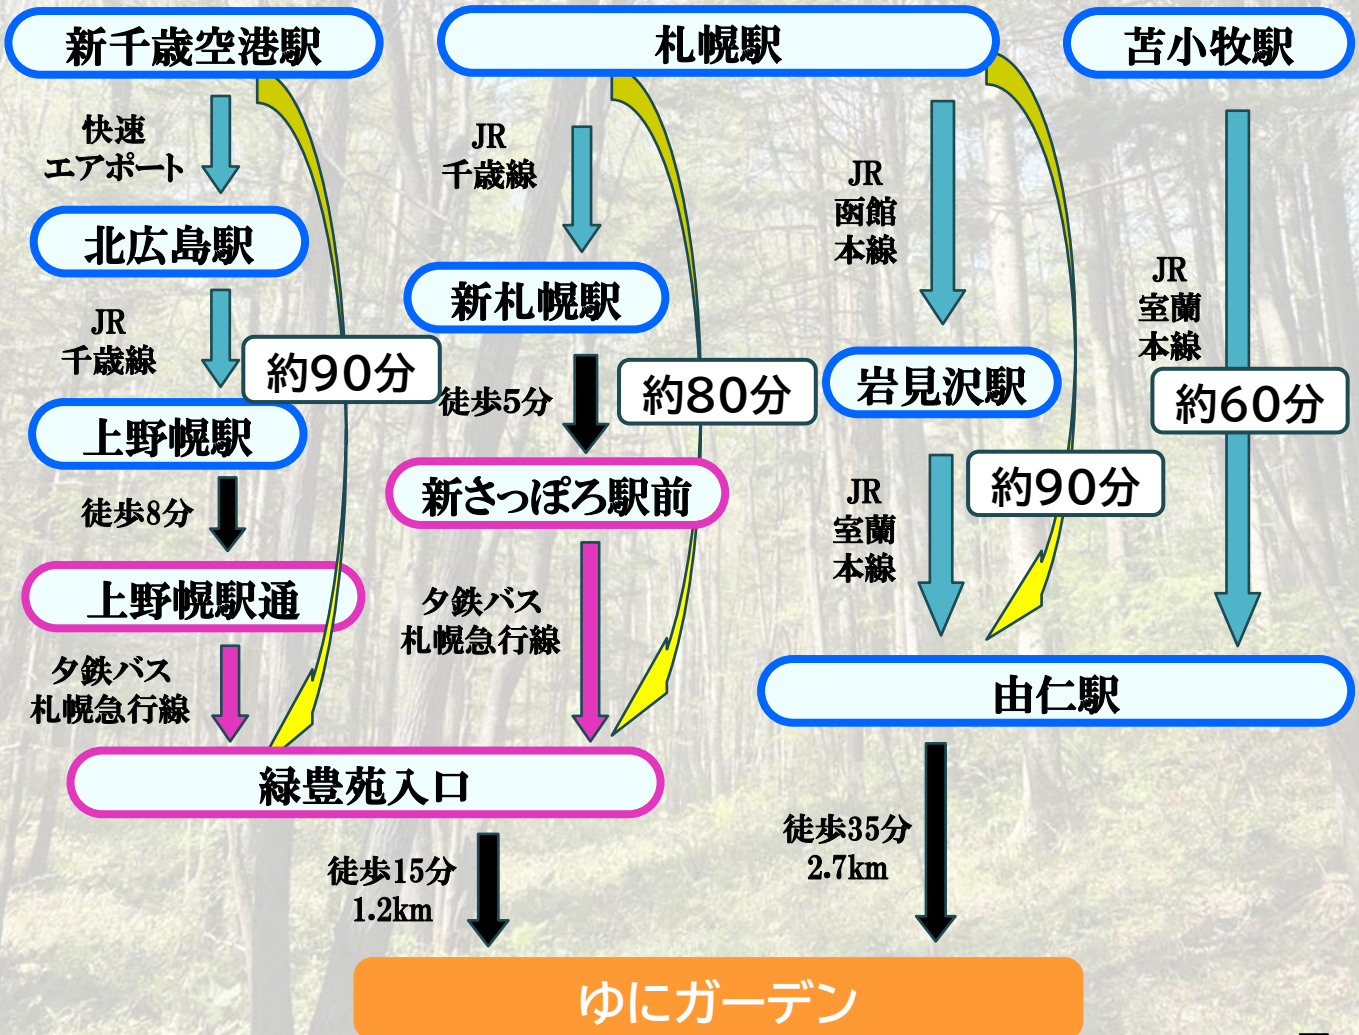 新千歳空港駅
札幌駅
苫小牧駅
快速
エアポート
JR
千歳線
JR
函館
本線
北広島駅
新札幌駅
JR
室蘭
本線
JR
千歳線
約90分
徒歩5分
約80分
岩見沢駅
約60分
上野幌駅
徒歩8分
新さっぽろ駅前
約90分
JR
室蘭
本線
上野幌駅通
夕鉄バス
札幌急行線
夕鉄バス
札幌急行線
由仁駅
緑豊苑入口
徒歩15分
1.2km
徒歩35分
2.7km
ゆにガーデン